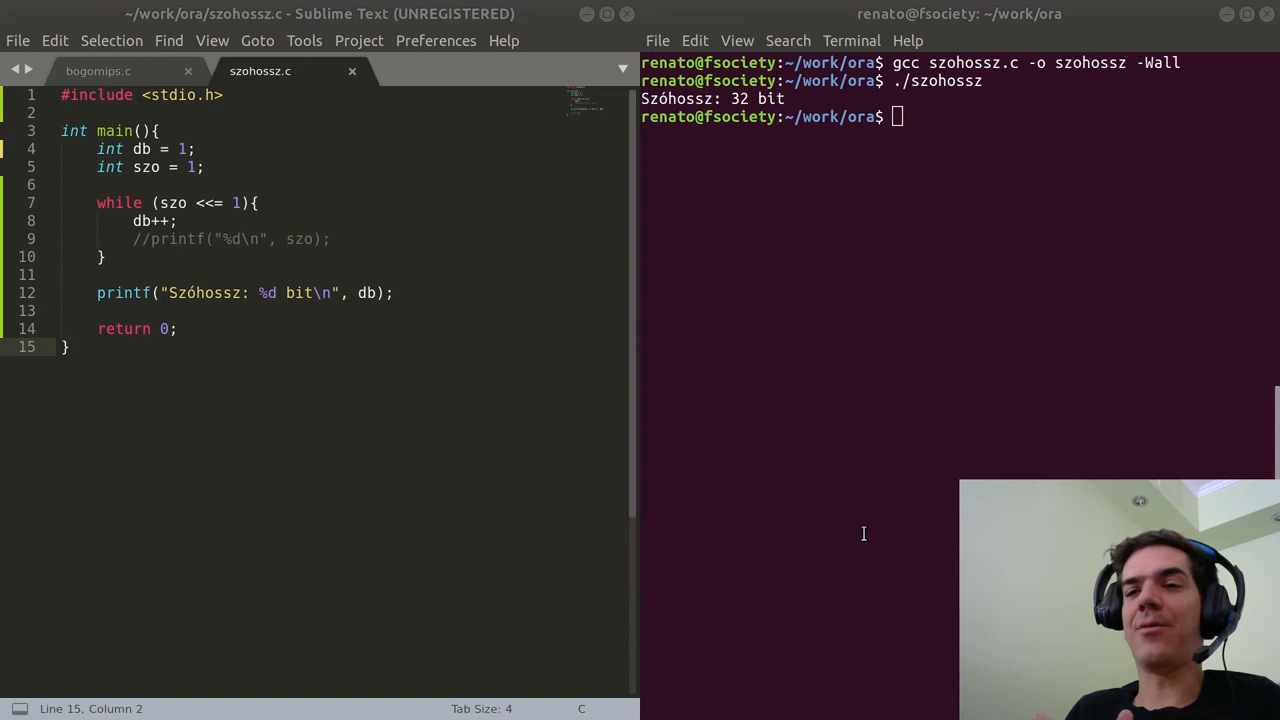 ~/work/ora/szohossz.c - Sublime Text (UNREGISTERED)
File Edit Selection Find View Goto Tools Project Preferences Help
bogomips.c × szohossz.c ×
1 #include <stdio.h>
2
3 int main(){
4 int db = 1;
5 int szo = 1;
6
7 while (szo <<= 1){
8 db++;
9 //printf("%d\n", szo);
10 }
11
12 printf("Szóhossz: %d bit\n", db);
13
14 return 0;
15 }
Line 15, Column 2 Tab Size: 4 C
renato@fsociety: ~/work/ora
File Edit View Search Terminal Help
renato@fsociety:~/work/ora$ gcc szohossz.c -o szohossz -Wall
renato@fsociety:~/work/ora$ ./szohossz
Szóhossz: 32 bit
renato@fsociety:~/work/ora$